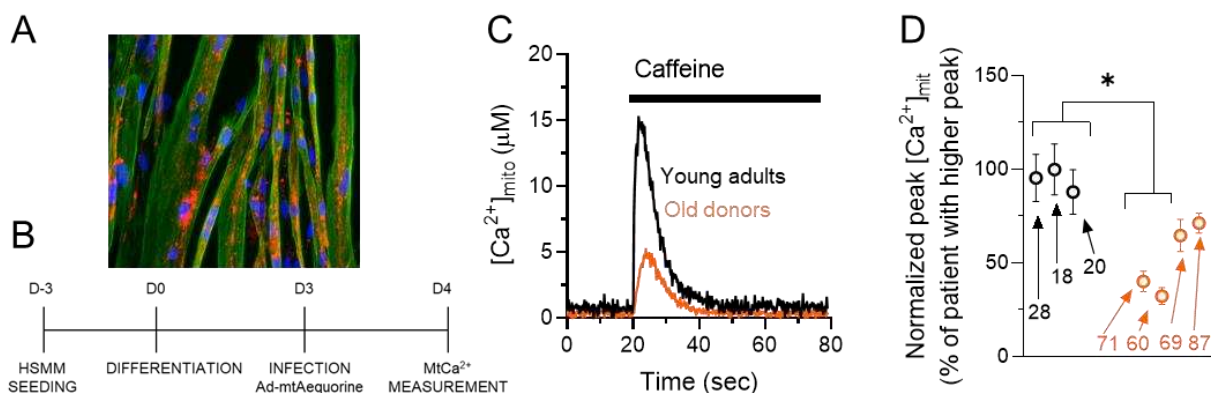 A
B
D-3 D0 D3 D4
HSMM
SEEDING
DIFFERENTIATION
INFECTION
Ad-mtAequorine
MtCa²⁺
MEASUREMENT
C
[Ca²⁺]mito (μM)
20
15
10
5
0
Caffeine
Young adults
Old donors
0 20 40 60 80
Time (sec)
D
Normalized peak [Ca²⁺]mit
(% of patient with higher peak)
150
100
50
0
*
28 18 20
71 60 69 87